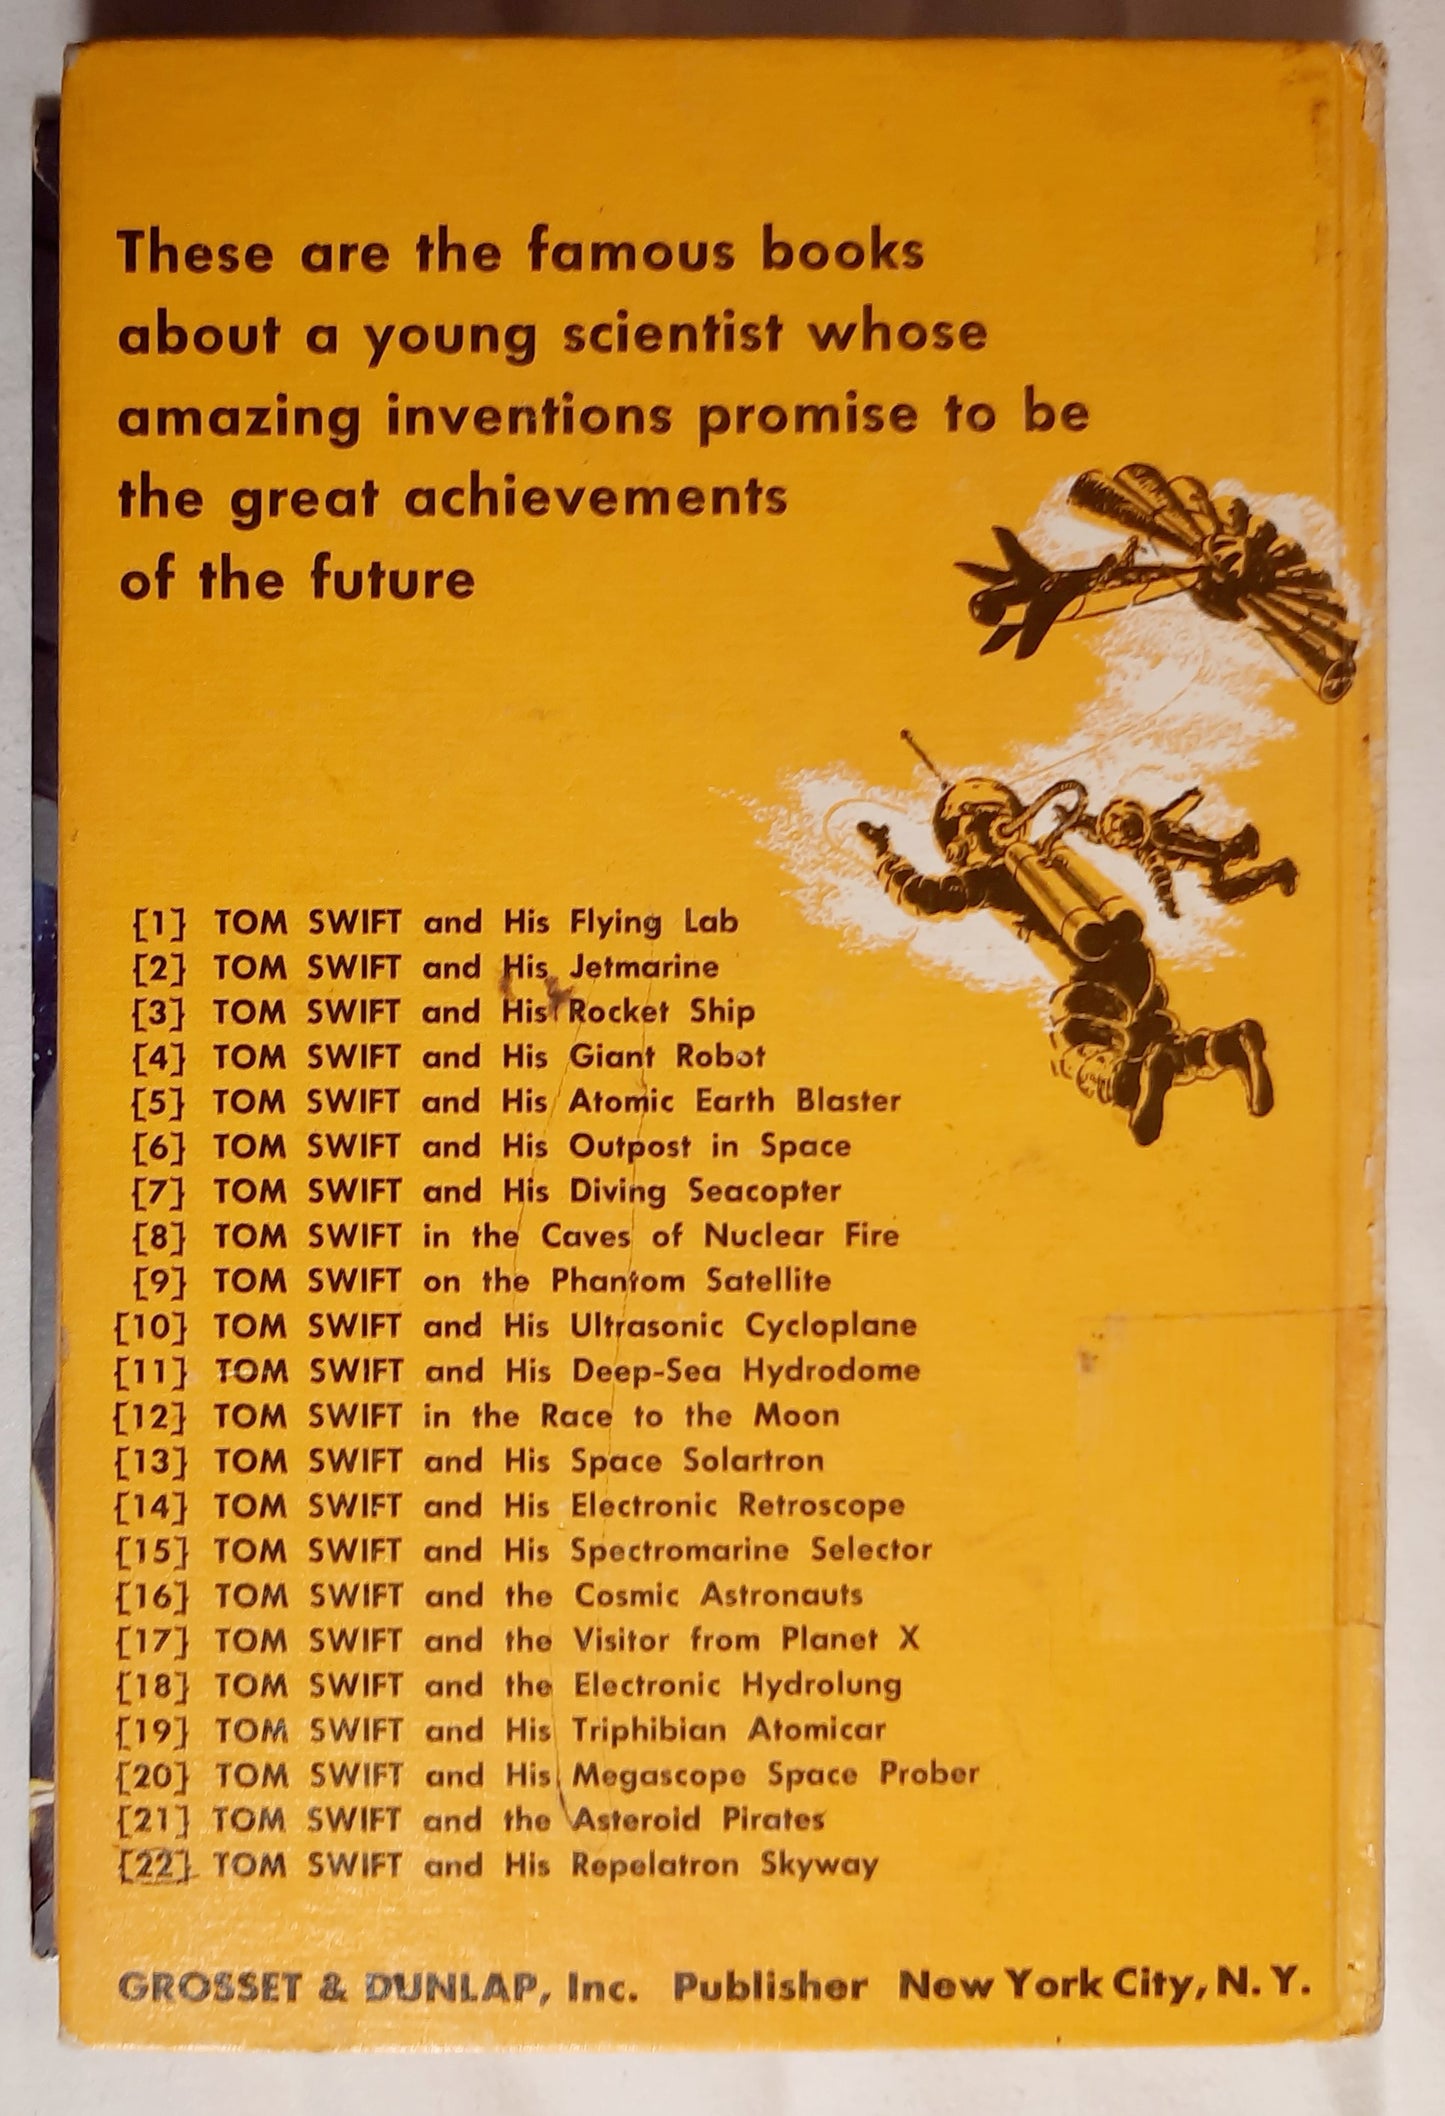 These are the famous books
about a young scientist whose
amazing inventions promise to be
the great achievements
of the future
[1] TOM SWIFT and His Flying Lab
[2] TOM SWIFT and His Jetmarine
[3] TOM SWIFT and His Rocket Ship
[4] TOM SWIFT and His Giant Robot
[5] TOM SWIFT and His Atomic Earth Blaster
[6] TOM SWIFT and His Outpost in Space
[7] TOM SWIFT and His Diving Seacopter
[8] TOM SWIFT in the Caves of Nuclear Fire
[9] TOM SWIFT on the Phantom Satellite
[10] TOM SWIFT and His Ultrasonic Cycloplane
[11] TOM SWIFT and His Deep-Sea Hydrodome
[12] TOM SWIFT in the Race to the Moon
[13] TOM SWIFT and His Space Solartron
[14] TOM SWIFT and His Electronic Retroscope
[15] TOM SWIFT and His Spectromarine Selector
[16] TOM SWIFT and the Cosmic Astronauts
[17] TOM SWIFT and the Visitor from Planet X
[18] TOM SWIFT and the Electronic Hydrolung
[19] TOM SWIFT and His Triphibian Atomicar
[20] TOM SWIFT and His Megascope Space Prober
[21] TOM SWIFT and the Asteroid Pirates
[22] TOM SWIFT and His Repelatron Skyway
GROSSET & DUNLAP, Inc. Publisher New York City, N. Y.